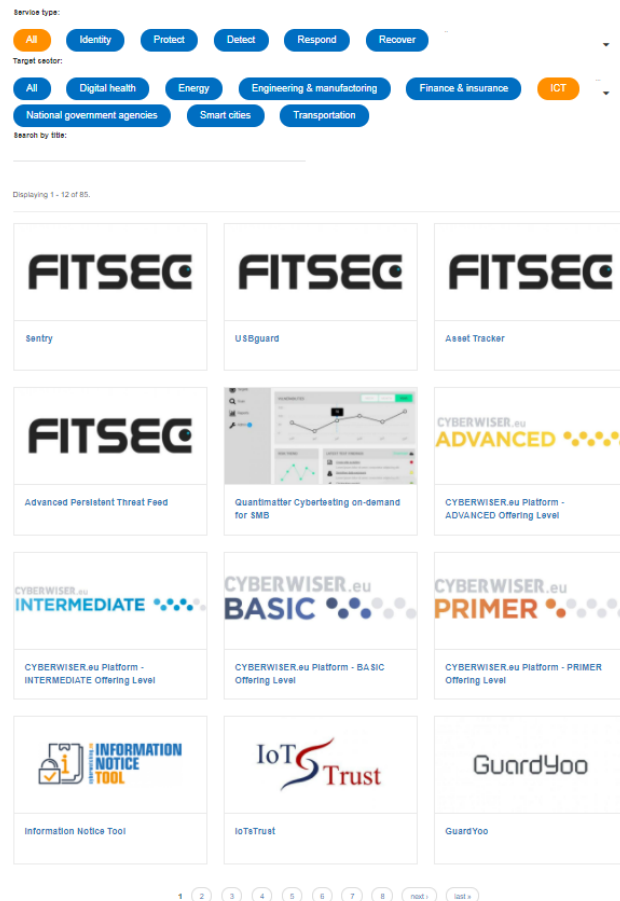 Service type:
All Identity Protect Detect Respond Recover
Target sector:
All Digital health Energy Engineering & manufactoring Finance & insurance ICT
National government agencies Smart cities Transportation
Search by title:
Displaying 1 - 12 of 85.
FITSEC FITSEC FITSEC
Sentry USBguard Asset Tracker
FITSEC
CYBERWISER.eu
ADVANCED
Advanced Persistent Threat Feed
Quantimatter Cybertesting on-demand
for SMB
CYBERWISER.eu Platform -
ADVANCED Offering Level
CYBERWISER.eu
INTERMEDIATE
CYBERWISER.eu
BASIC
CYBERWISER.eu
PRIMER
CYBERWISER.eu Platform -
INTERMEDIATE Offering Level
CYBERWISER.eu Platform - BASIC
Offering Level
CYBERWISER.eu Platform - PRIMER
Offering Level
INFORMATION
NOTICE
TOOL
IoTs
Trust
GuardYoo
Information Notice Tool IoTsTrust GuardYoo
1 2 3 4 5 6 7 8 next › last »